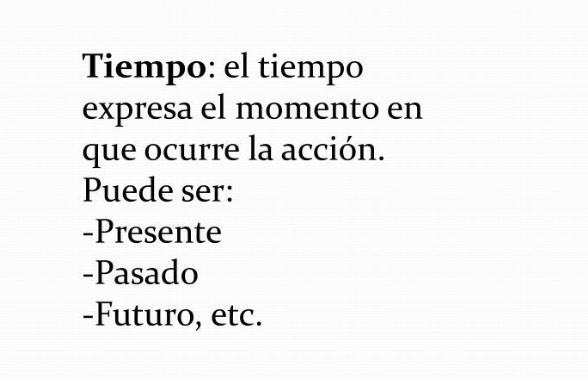 Tiempo: el tiempo
expresa el momento en
que ocurre la acción.
Puede ser:
-Presente
-Pasado
-Futuro, etc.